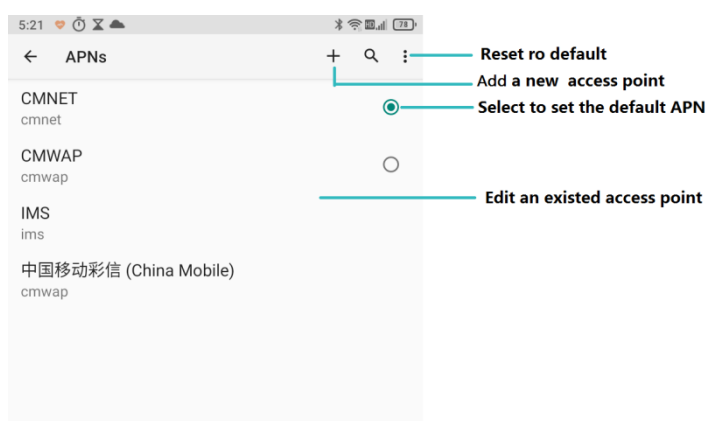 5:21 78
APNs
Reset ro default
Add a new access point
CMNET
cmnet
Select to set the default APN
CMWAP
cmwap
Edit an existed access point
IMS
ims
中国移动彩信 (China Mobile)
cmwap